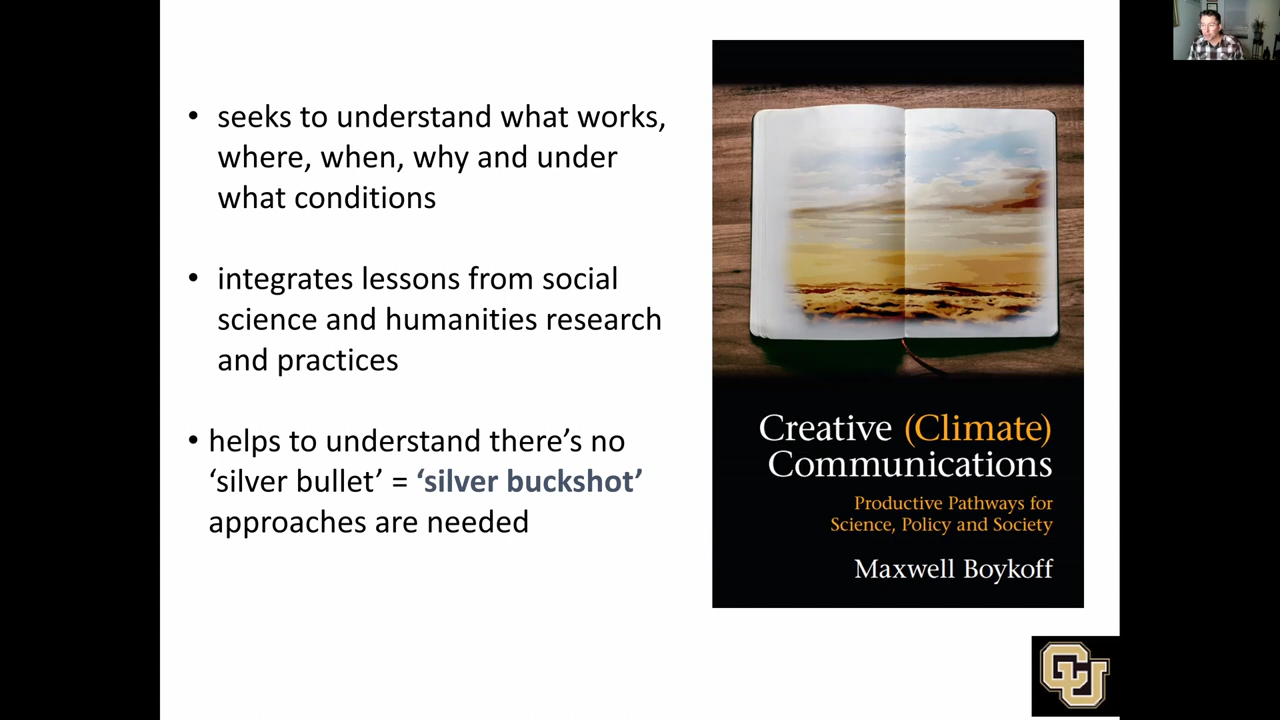 • seeks to understand what works,
where, when, why and under
what conditions
• integrates lessons from social
science and humanities research
and practices
• helps to understand there’s no
‘silver bullet’ = ‘silver buckshot’
approaches are needed
Creative (Climate)
Communications
Productive Pathways for
Science, Policy and Society
Maxwell Boykoff
CU